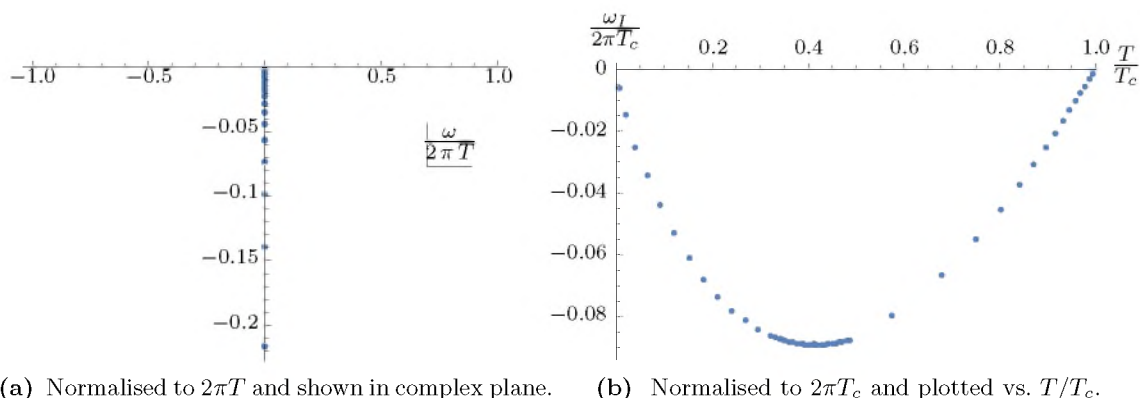 −1.0
−0.5
0.5
1.0
−0.05
−0.1
−0.15
−0.2
ω
2 π T
ω_I
2πT_c
0.2
0.4
0.6
0.8
1.0
T
T_c
0
−0.02
−0.04
−0.06
−0.08
(a) Normalised to 2πT and shown in complex plane.
(b) Normalised to 2πT_c and plotted vs. T/T_c.